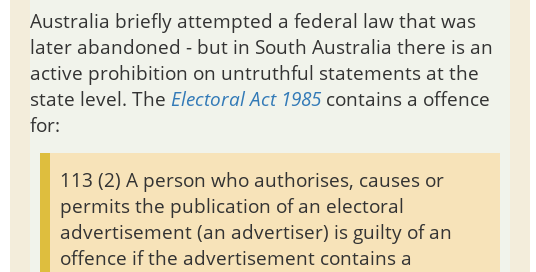 Australia briefly attempted a federal law that was
later abandoned - but in South Australia there is an
active prohibition on untruthful statements at the
state level. The Electoral Act 1985 contains a offence
for:
113 (2) A person who authorises, causes or
permits the publication of an electoral
advertisement (an advertiser) is guilty of an
offence if the advertisement contains a